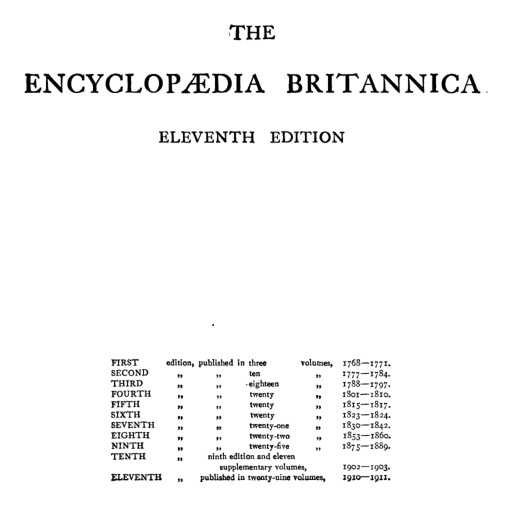 THE
ENCYCLOPÆDIA BRITANNICA
ELEVENTH EDITION
FIRST edition, published in three volumes, 1768—1771.
SECOND „ „ ten „ 1777—1784.
THIRD „ „ eighteen „ 1788—1797.
FOURTH „ „ twenty „ 1801—1810.
FIFTH „ „ twenty „ 1815—1817.
SIXTH „ „ twenty „ 1823—1824.
SEVENTH „ „ twenty-one „ 1830—1842.
EIGHTH „ „ twenty-two „ 1853—1860.
NINTH „ „ twenty-five „ 1875—1889.
TENTH „ ninth edition and eleven
supplementary volumes, 1902—1903.
ELEVENTH „ published in twenty-nine volumes, 1910—1911.